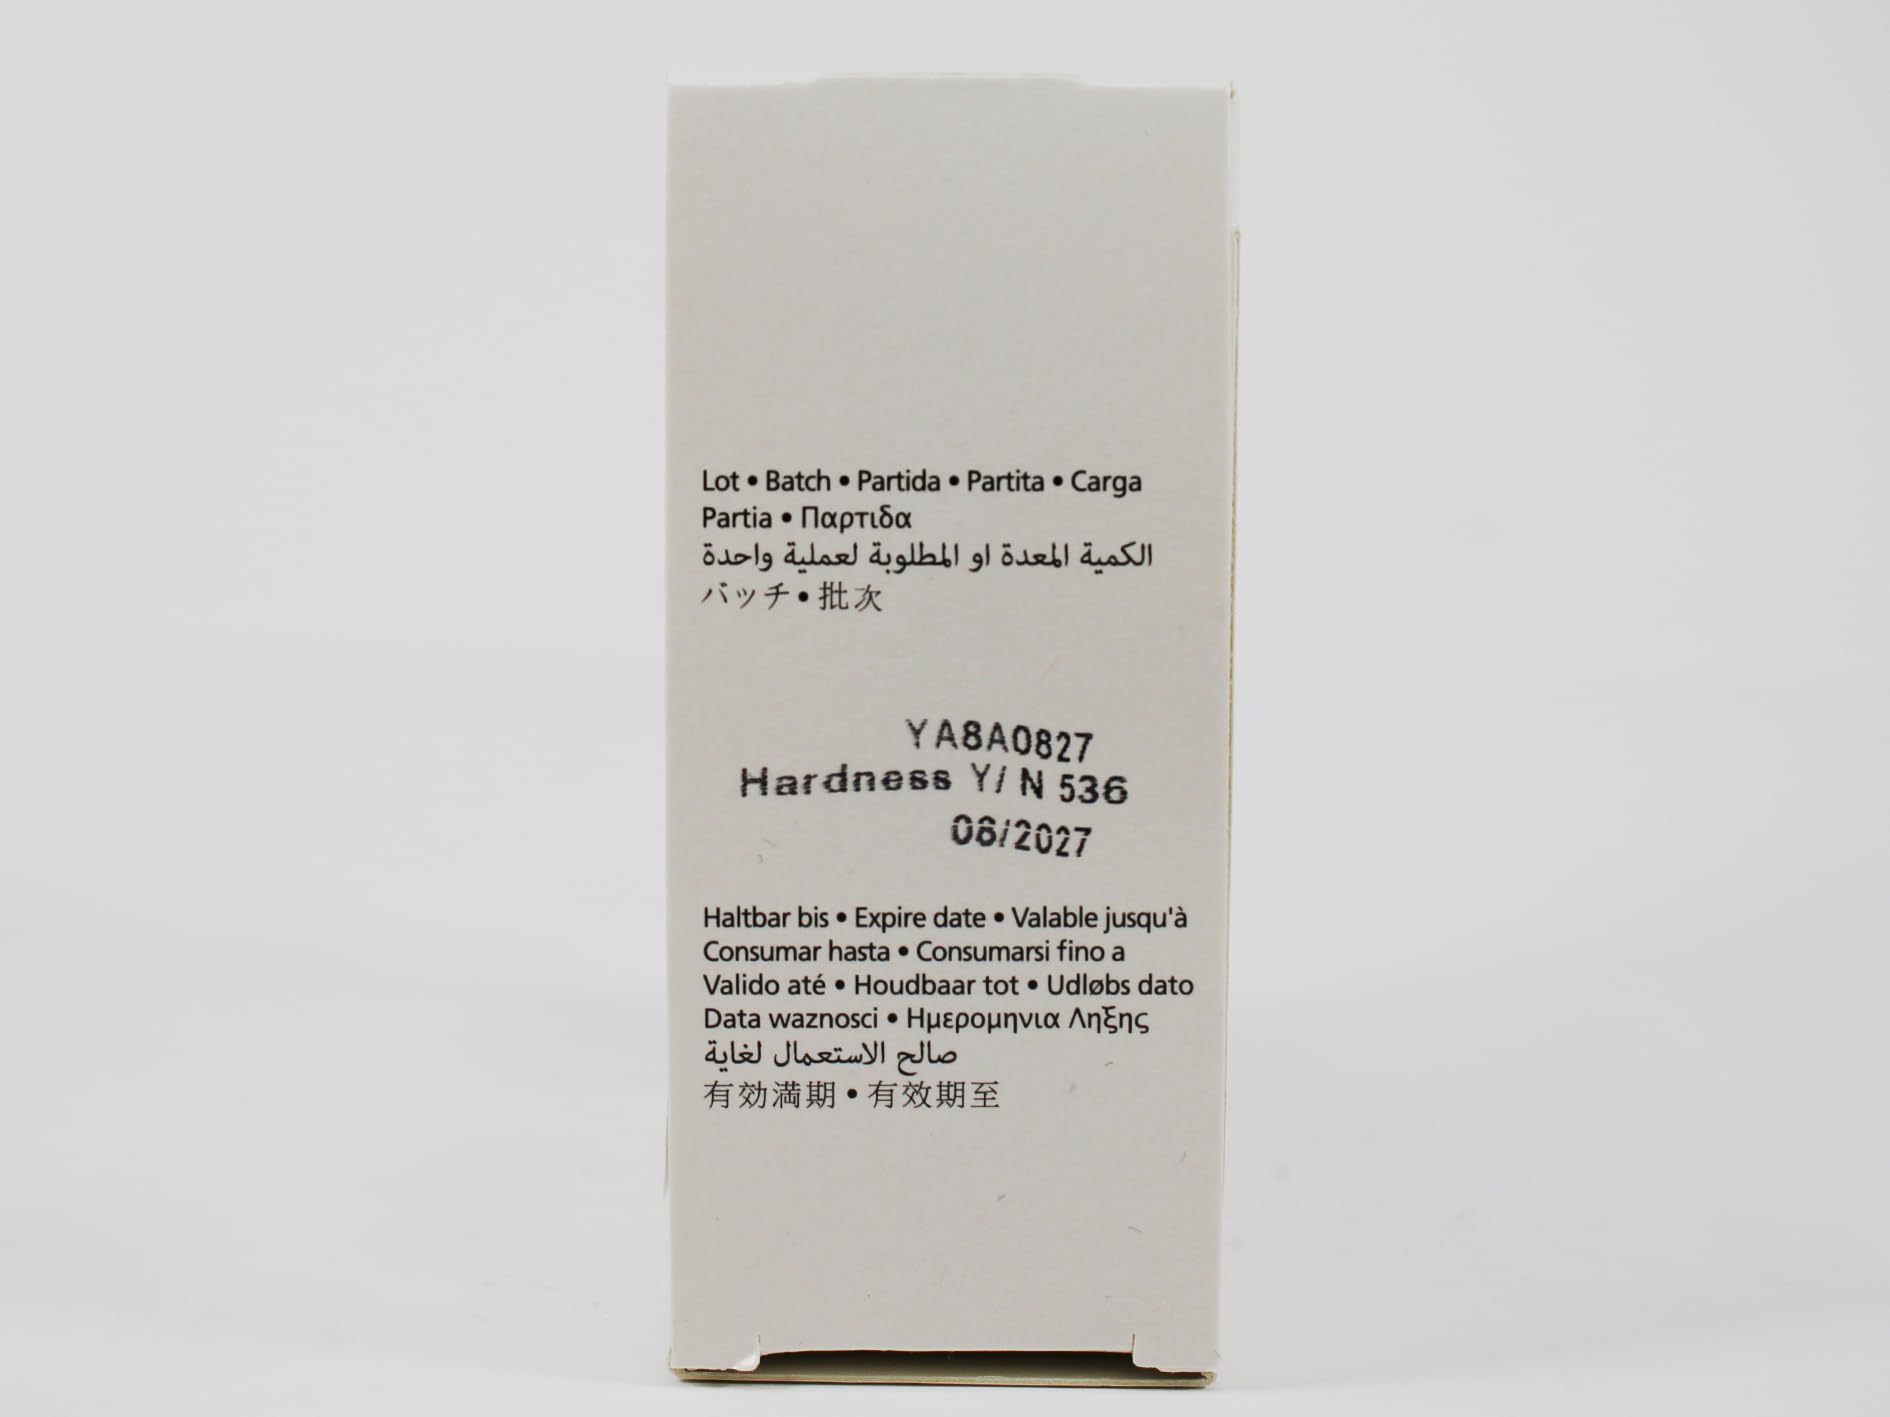 Lot • Batch • Partida • Partita • Carga
Partia • Παρτιδα
الكمية المعدة او المطلوبة لعملية واحدة
バッチ • 批次
YA8A0827
Hardness Y/ N 536
08/2027
Haltbar bis • Expire date • Valable jusqu'à
Consumar hasta • Consumarsi fino a
Valido até • Houdbaar tot • Udløbs dato
Data waznosci • Ημερομηνια Ληξης
صالح الاستعمال لغاية
有効満期 • 有效期至